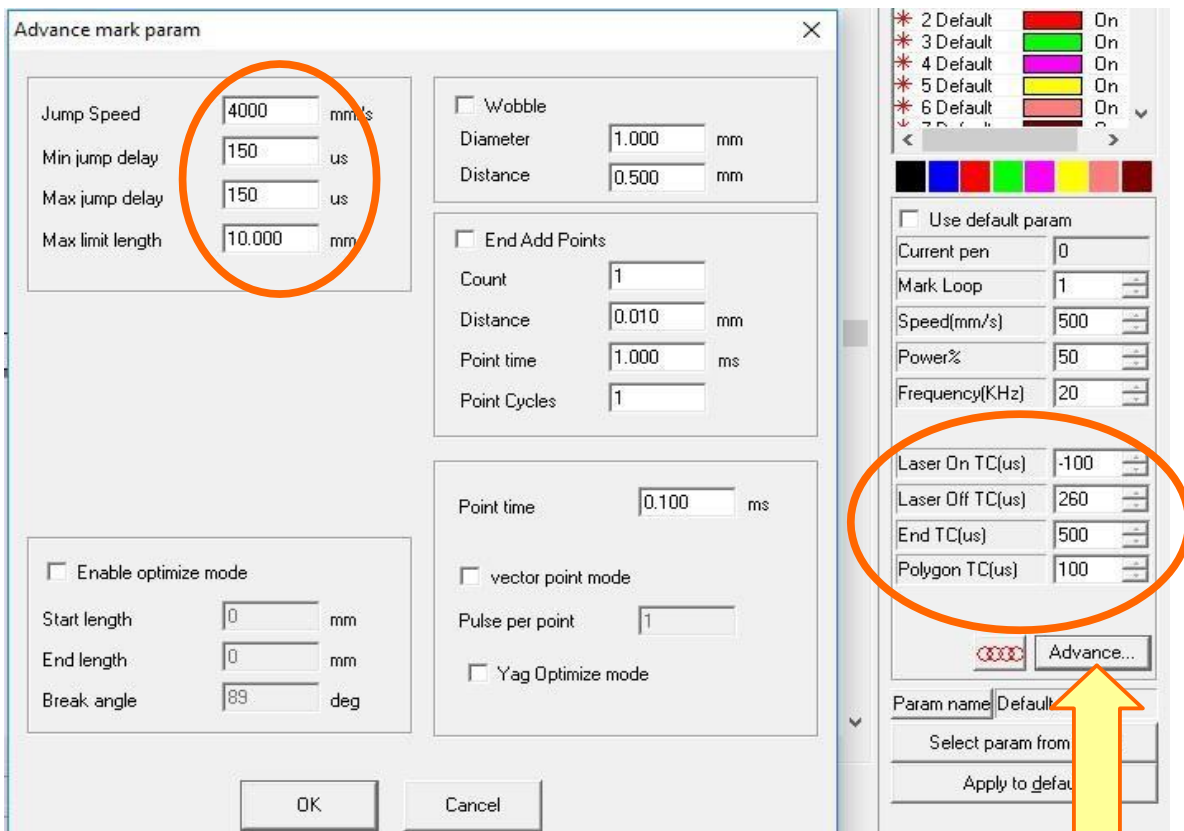 Advance mark param
Jump Speed 4000 mm/s
Min jump delay 150 us
Max jump delay 150 us
Max limit length 10.000 mm
Wobble
Diameter 1.000 mm
Distance 0.500 mm
End Add Points
Count 1
Distance 0.010 mm
Point time 1.000 ms
Point Cycles 1
Point time 0.100 ms
vector point mode
Pulse per point 1
Yag Optimize mode
Enable optimize mode
Start length 0 mm
End length 0 mm
Break angle 89 deg
OK Cancel
2 Default On
3 Default On
4 Default On
5 Default On
6 Default On
Use default param
Current pen 0
Mark Loop 1
Speed(mm/s) 500
Power% 50
Frequency(KHz) 20
Laser On TC(us) -100
Laser Off TC(us) 260
End TC(us) 500
Polygon TC(us) 100
Advance...
Param name Default
Select param from
Apply to